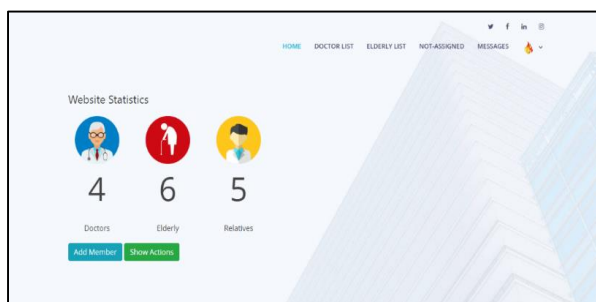 HOME DOCTOR LIST ELDERLY LIST NOT-ASSIGNED MESSAGES
Website Statistics
4 6 5
Doctors Elderly Relatives
Add Member Show Actions